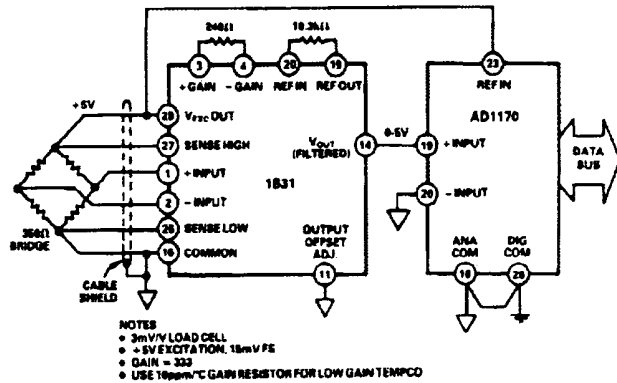 240Ω
10.3kΩ
3
4
20
19
+GAIN
-GAIN
REF IN
REF OUT
23
REF IN
AD1170
+5V
28
VEXC OUT
27
SENSE HIGH
1
+INPUT
2
-INPUT
26
SENSE LOW
16
COMMON
1B31
VOUT
(FILTERED)
14
0-5V
19
+INPUT
20
-INPUT
DATA
BUS
350Ω
BRIDGE
CABLE
SHIELD
OUTPUT
OFFSET
ADJ.
11
ANA
COM
DIG
COM
NOTES
• 3mV/V LOAD CELL
• +5V EXCITATION, 15mV FS
• GAIN = 333
• USE 10ppm/°C GAIN RESISTOR FOR LOW GAIN TEMPCO